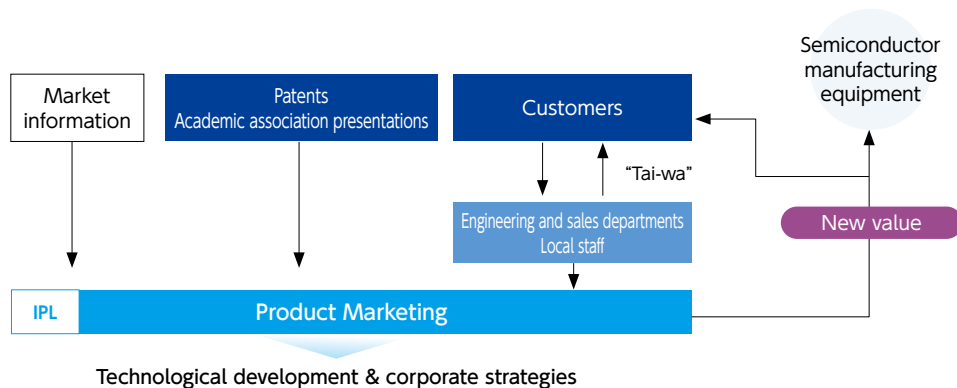 Semiconductor
manufacturing
equipment
Market
information
Patents
Academic association presentations
Customers
“Tai-wa”
Engineering and sales departments
Local staff
New value
IPL
Product Marketing
Technological development & corporate strategies